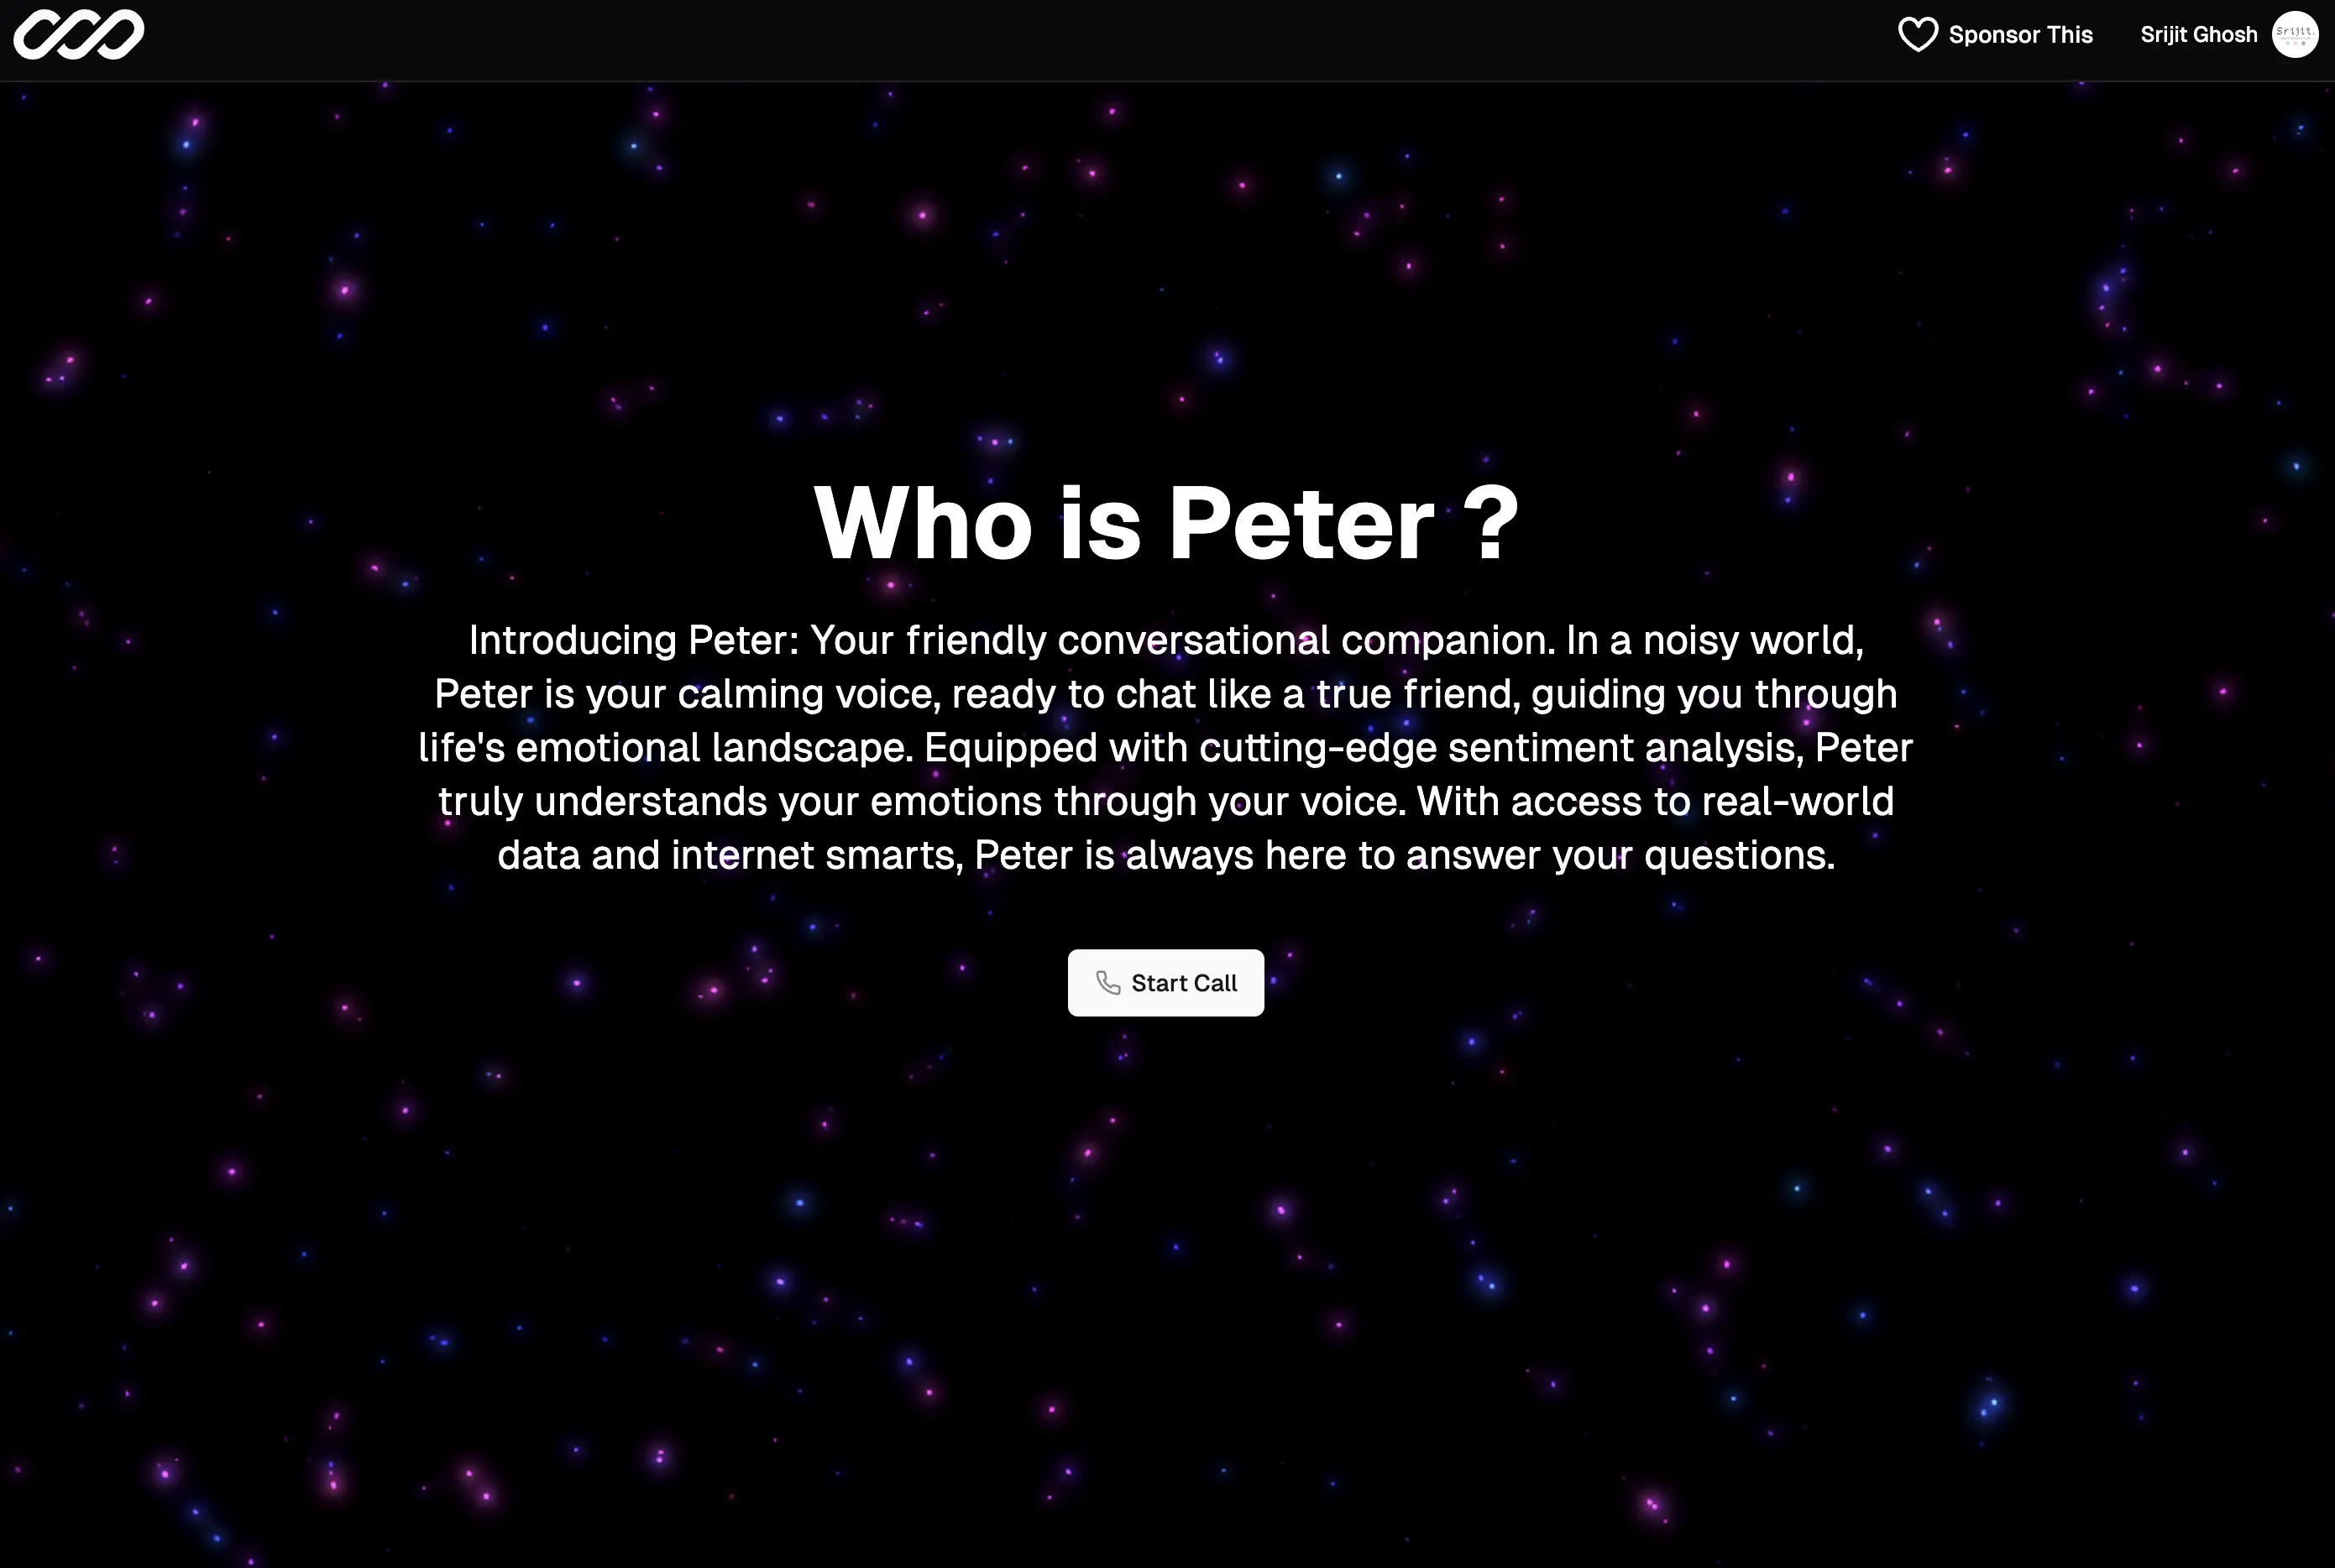 Sponsor This
Srijit Ghosh
Srijit.
Who is Peter ?
Introducing Peter: Your friendly conversational companion. In a noisy world,
Peter is your calming voice, ready to chat like a true friend, guiding you through
life's emotional landscape. Equipped with cutting-edge sentiment analysis, Peter
truly understands your emotions through your voice. With access to real-world
data and internet smarts, Peter is always here to answer your questions.
Start Call